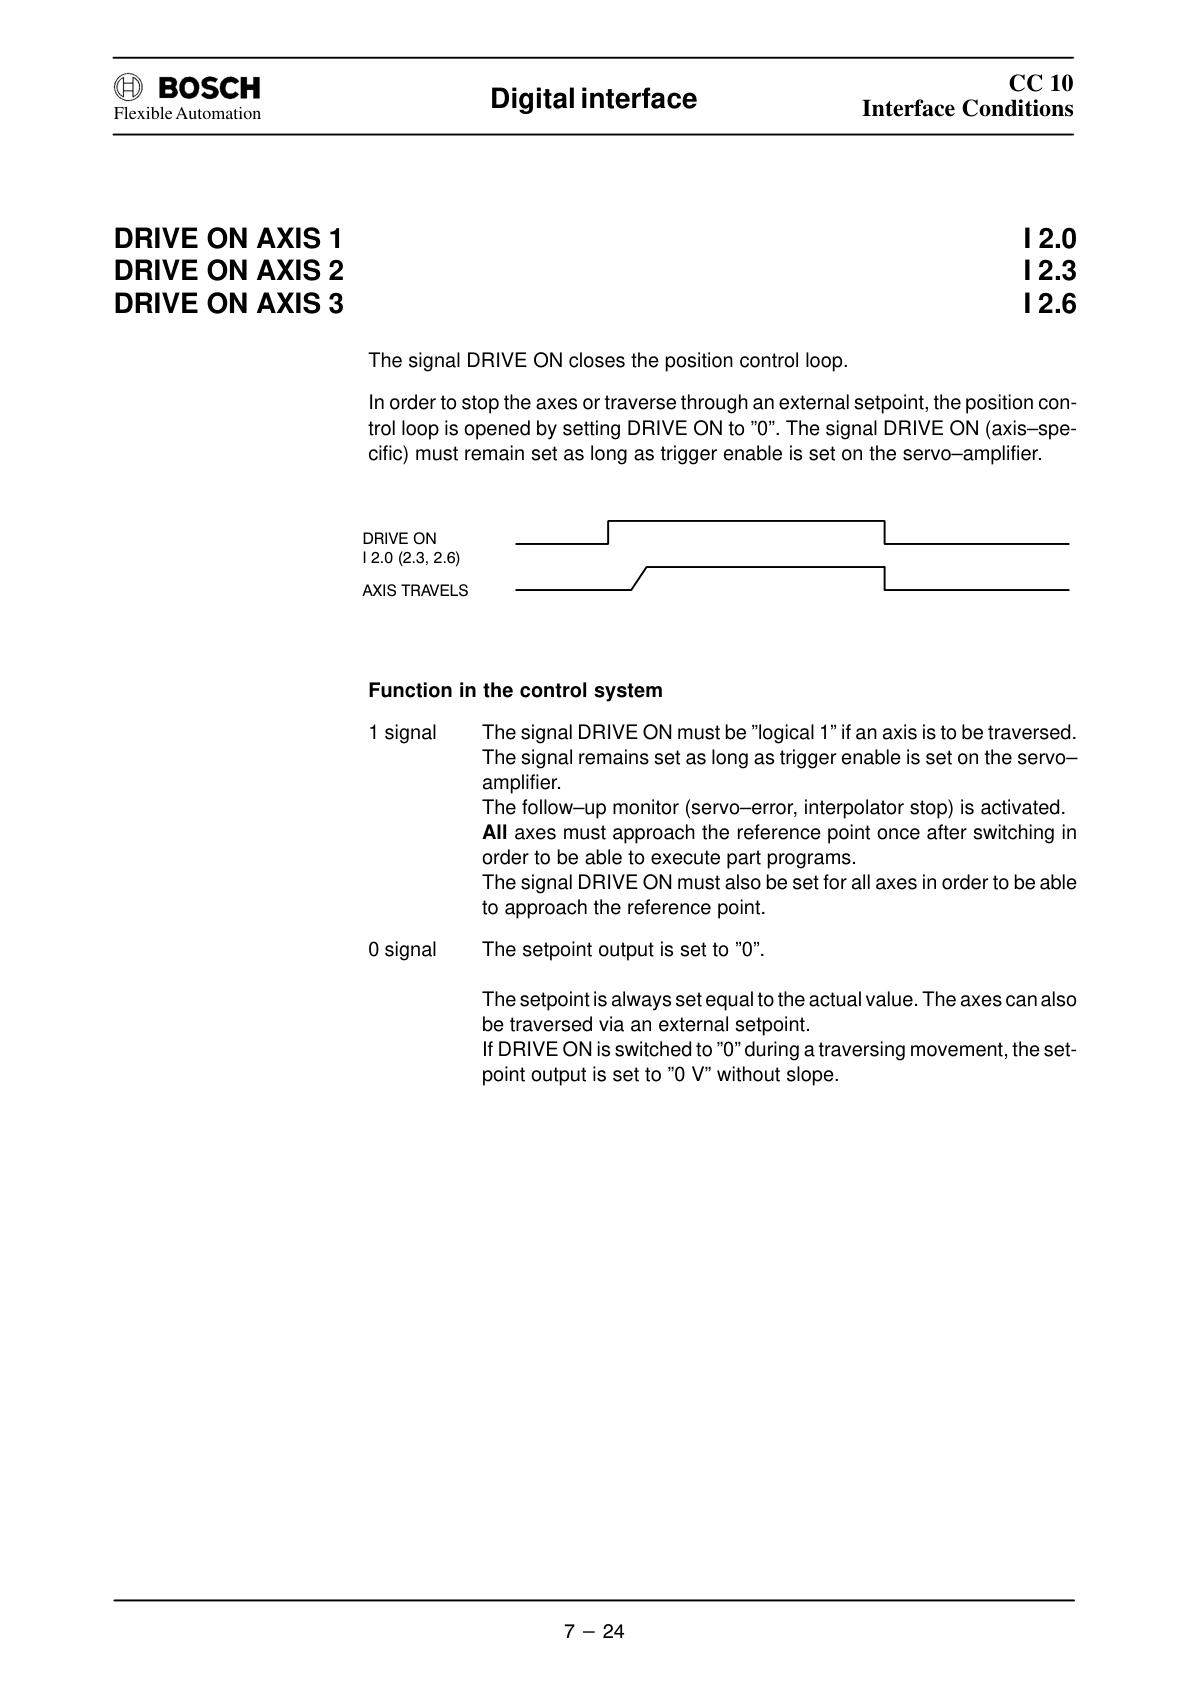 BOSCH
Flexible Automation
Digital interface
CC 10
Interface Conditions
DRIVE ON AXIS 1 I 2.0
DRIVE ON AXIS 2 I 2.3
DRIVE ON AXIS 3 I 2.6
The signal DRIVE ON closes the position control loop.
In order to stop the axes or traverse through an external setpoint, the position con-
trol loop is opened by setting DRIVE ON to ”0”. The signal DRIVE ON (axis–spe-
cific) must remain set as long as trigger enable is set on the servo–amplifier.
DRIVE ON
I 2.0 (2.3, 2.6)
AXIS TRAVELS
Function in the control system
1 signal The signal DRIVE ON must be ”logical 1” if an axis is to be traversed.
The signal remains set as long as trigger enable is set on the servo–
amplifier.
The follow–up monitor (servo–error, interpolator stop) is activated.
All axes must approach the reference point once after switching in
order to be able to execute part programs.
The signal DRIVE ON must also be set for all axes in order to be able
to approach the reference point.
0 signal The setpoint output is set to ”0”.
The setpoint is always set equal to the actual value. The axes can also
be traversed via an external setpoint.
If DRIVE ON is switched to ”0” during a traversing movement, the set-
point output is set to ”0 V” without slope.
7 – 24